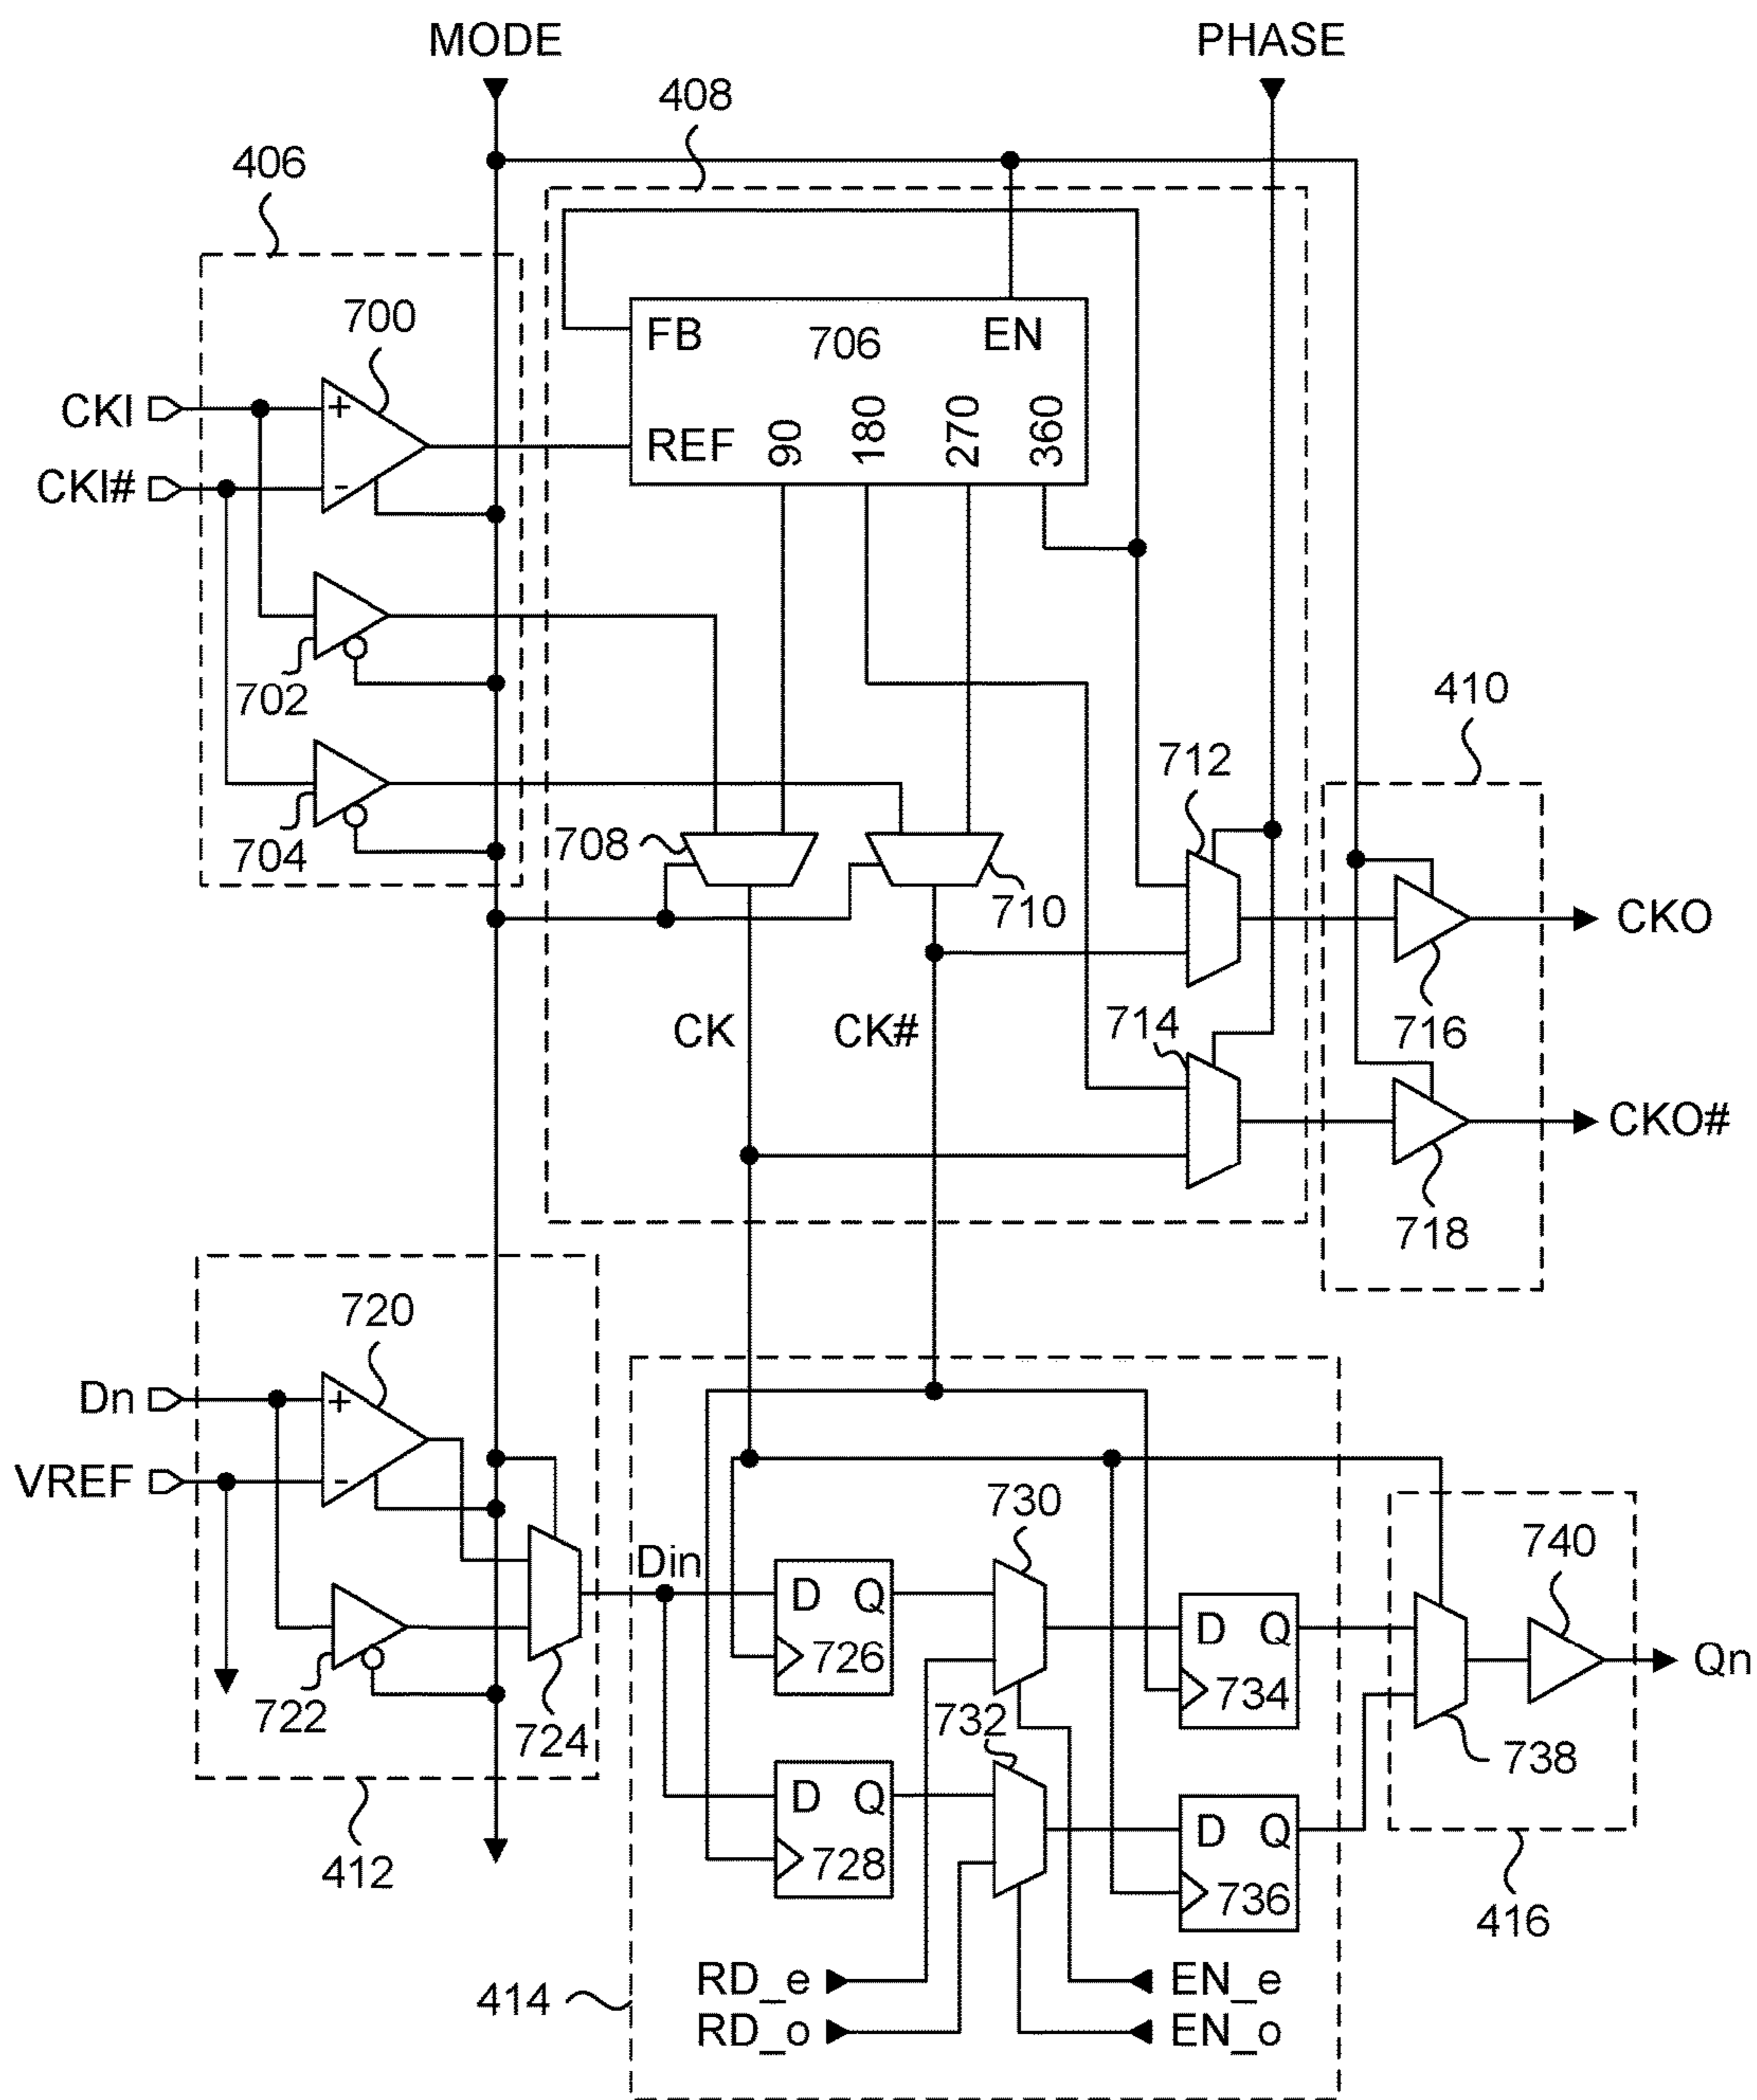 MODE
PHASE
408
406
700
FB
706
EN
CKI
REF
90
180
270
360
CKI#
+
-
702
410
712
704
708
710
CKO
CK
CK#
714
716
CKO#
718
720
Dn
+
VREF
-
730
740
Din
D
Q
726
D
Q
734
Qn
722
724
732
738
D
Q
728
D
Q
736
412
416
RD_e
EN_e
414
RD_o
EN_o